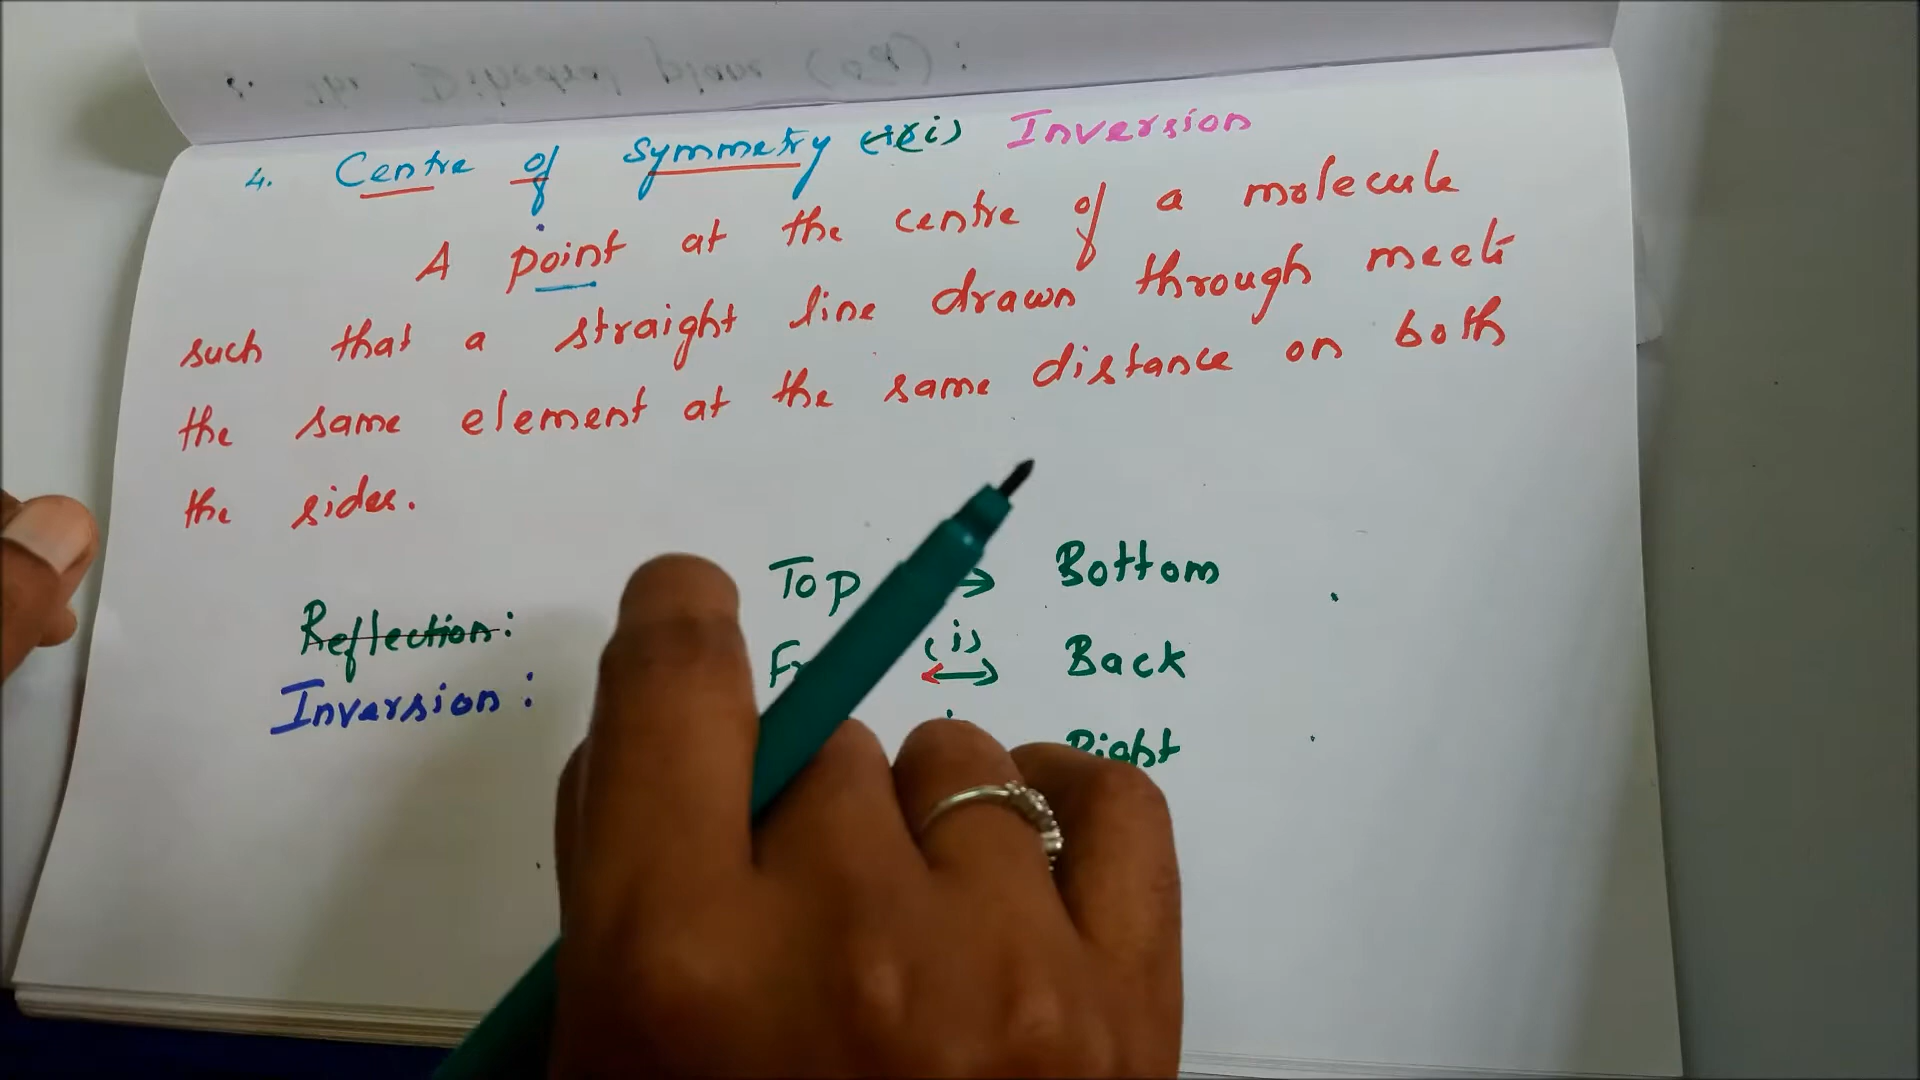 4. Centre of Symmetry (i) Inversion
A point at the centre of a molecule
such that a straight line drawn through meets
the same element at the same distance on both
the sides.
Top → Bottom
Reflection:
(i) Back
Inversion:
Right